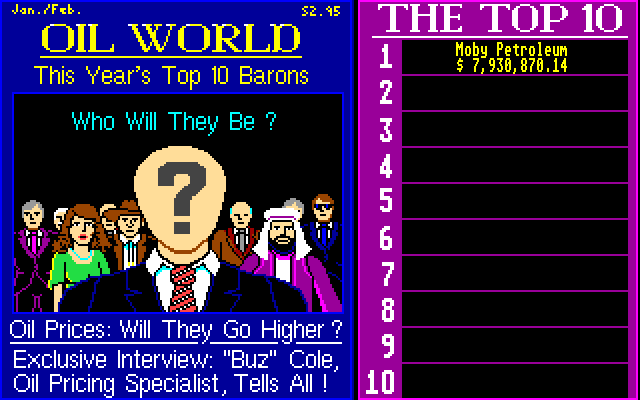 Jan./Feb. $2.95
OIL WORLD
This Year's Top 10 Barons
Who Will They Be ?
?
Oil Prices: Will They Go Higher ?
Exclusive Interview: "Buz" Cole,
Oil Pricing Specialist, Tells All !
THE TOP 10
1 Moby Petroleum
$ 7,930,870.14
2
3
4
5
6
7
8
9
10